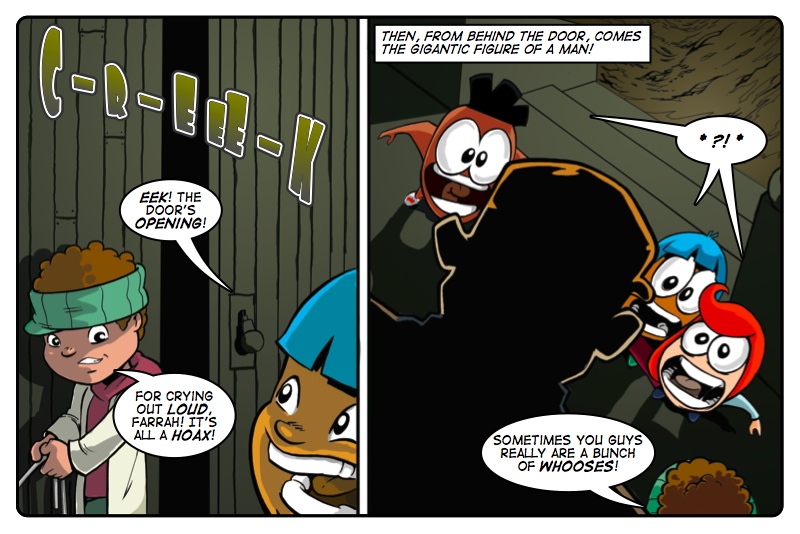 C-R-EEE-K
EEK! THE
DOOR'S
OPENING!
FOR CRYING
OUT LOUD,
FARRAH! IT'S
ALL A HOAX!
THEN, FROM BEHIND THE DOOR, COMES
THE GIGANTIC FIGURE OF A MAN!
* ?! *
SOMETIMES YOU GUYS
REALLY ARE A BUNCH
OF WHOOSES!